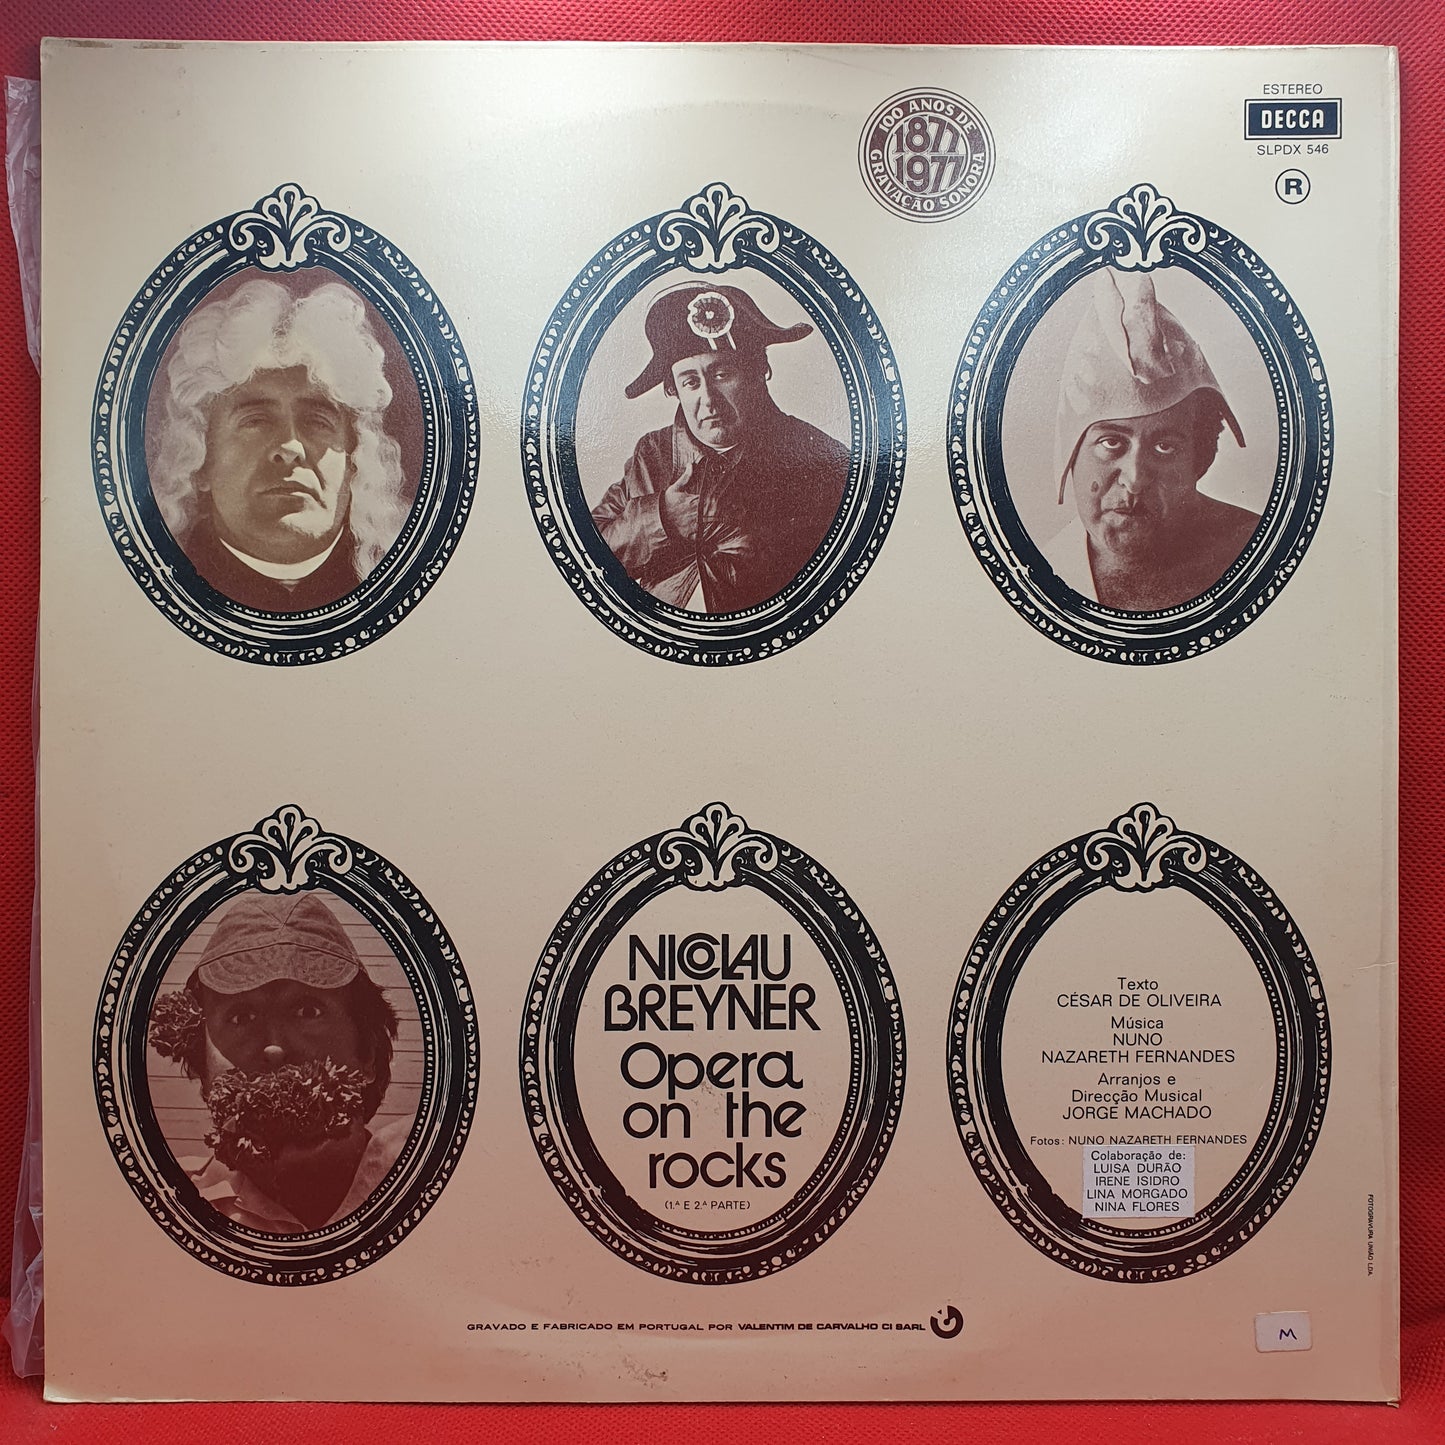 100 ANOS DE
1877
1977
GRAVAÇÃO SONORA
ESTEREO
DECCA
SLPDX 546
R
NICOLAU
BREYNER
Opera
on the
rocks
(1.ª E 2.ª PARTE)
Texto
CÉSAR DE OLIVEIRA
Música
NUNO
NAZARETH FERNANDES
Arranjos e
Direcção Musical
JORGE MACHADO
Fotos: NUNO NAZARETH FERNANDES
Colaboração de:
LUISA DURÃO
IRENE ISIDRO
LINA MORGADO
NINA FLORES
FOTOGRAVURA UNIÃO LDA.
GRAVADO E FABRICADO EM PORTUGAL POR VALENTIM DE CARVALHO CI SARL
M